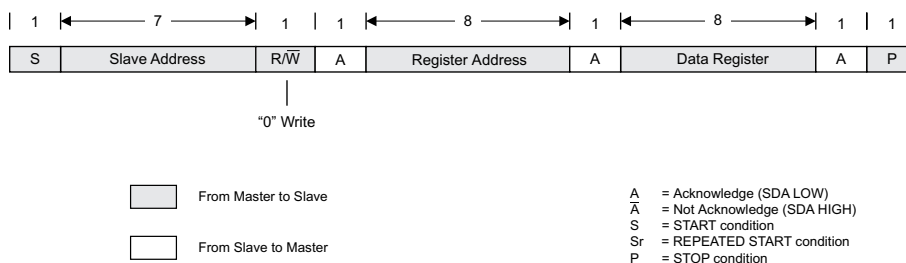 1 7 1 1 8 1 8 1 1
S Slave Address R/W̅ A Register Address A Data Register A P
“0” Write
From Master to Slave
From Slave to Master
A = Acknowledge (SDA LOW)
A̅ = Not Acknowledge (SDA HIGH)
S = START condition
Sr = REPEATED START condition
P = STOP condition